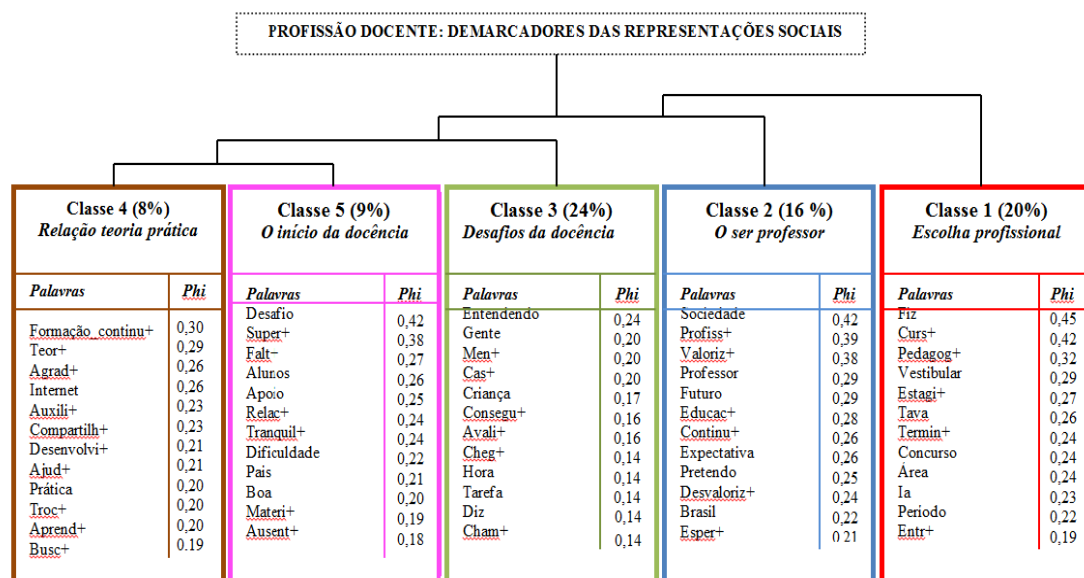 PROFISSÃO DOCENTE: DEMARCADORES DAS REPRESENTAÇÕES SOCIAIS
Classe 4 (8%)
Relação teoria prática
Palavras Phi
Formação_continu+ 0,30
Teor+ 0,29
Agrad+ 0,26
Internet 0,26
Auxili+ 0,23
Compartilh+ 0,23
Desenvolvi+ 0,21
Ajud+ 0,21
Prática 0,20
Troc+ 0,20
Aprend+ 0,20
Busc+ 0,19
Classe 5 (9%)
O início da docência
Palavras Phi
Desafio 0,42
Super+ 0,38
Falt+ 0,27
Alunos 0,26
Apoio 0,25
Relac+ 0,24
Tranquil+ 0,24
Dificuldade 0,22
Pais 0,21
Boa 0,20
Materi+ 0,19
Ausent+ 0,18
Classe 3 (24%)
Desafios da docência
Palavras Phi
Entendendo 0,24
Gente 0,20
Men+ 0,20
Cas+ 0,20
Criança 0,17
Consegu+ 0,16
Avali+ 0,16
Cheg+ 0,14
Hora 0,14
Tarefa 0,14
Diz 0,14
Cham+ 0,14
Classe 2 (16 %)
O ser professor
Palavras Phi
Sociedade 0,42
Profiss+ 0,39
Valoriz+ 0,38
Professor 0,29
Futuro 0,29
Educac+ 0,28
Continu+ 0,26
Expectativa 0,26
Pretendo 0,25
Desvaloriz+ 0,24
Brasil 0,22
Esper+ 0,21
Classe 1 (20%)
Escolha profissional
Palavras Phi
Fiz 0,45
Curs+ 0,42
Pedagog+ 0,32
Vestibular 0,29
Estagi+ 0,27
Tava 0,26
Termin+ 0,24
Concurso 0,24
Área 0,24
Ia 0,23
Período 0,22
Entr+ 0,19